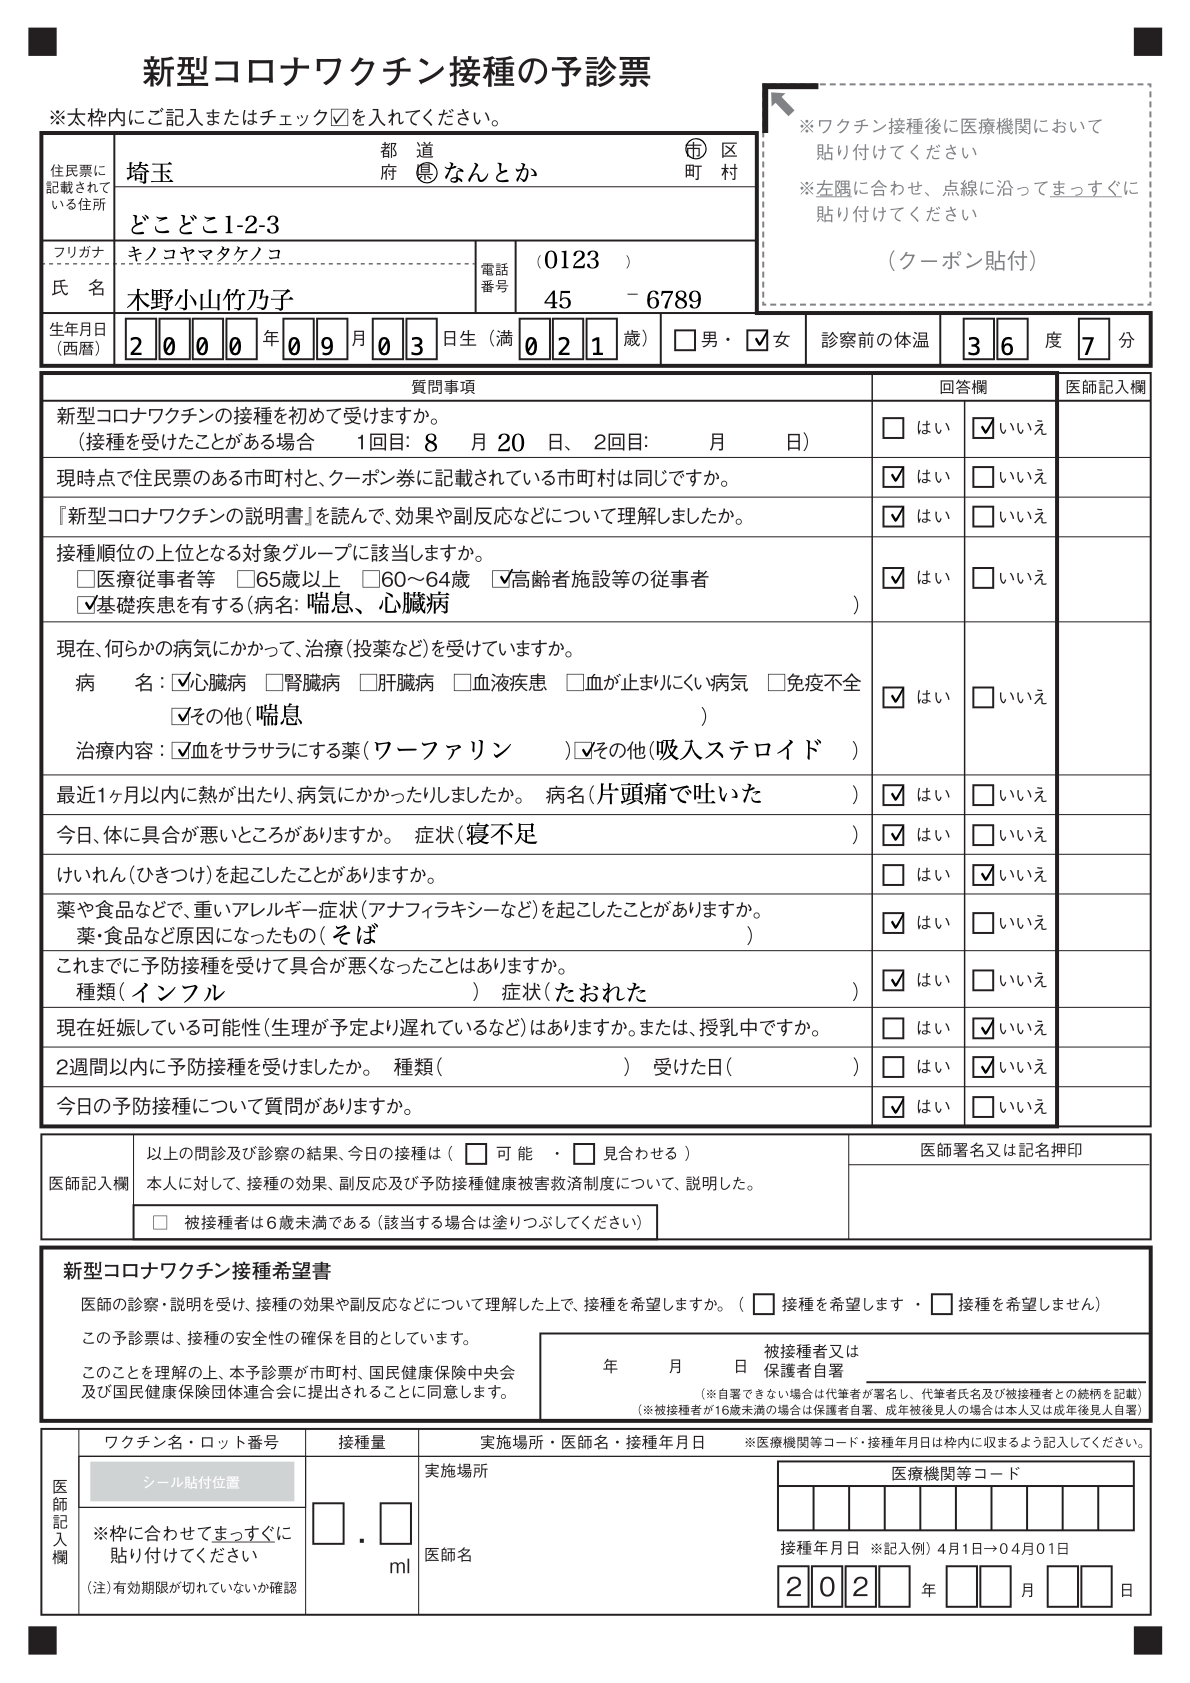 新型コロナワクチン接種の予診票
※太枠内にご記入またはチェック☑を入れてください。
※ワクチン接種後に医療機関において
貼り付けてください
※左隅に合わせ、点線に沿ってまっすぐに
貼り付けてください
（クーポン貼付）
住民票に
記載されて
いる住所
埼玉 都 道 府 県 なんとか 市 区 町 村
どこどこ1-2-3
フリガナ キノコヤマタケノコ
氏 名 木野小山竹乃子
電話
番号
（0123 ）
45 － 6789
生年月日
（西暦）
2000年09月03日生（満021歳） □男・☑女 診察前の体温 36度7分
質問事項 回答欄 医師記入欄
新型コロナワクチンの接種を初めて受けますか。
（接種を受けたことがある場合 1回目：8 月 20 日、 2回目： 月 日） □はい ☑いいえ
現時点で住民票のある市町村と、クーポン券に記載されている市町村は同じですか。 ☑はい □いいえ
『新型コロナワクチンの説明書』を読んで、効果や副反応などについて理解しましたか。 ☑はい □いいえ
接種順位の上位となる対象グループに該当しますか。
□医療従事者等 □65歳以上 □60～64歳 ☑高齢者施設等の従事者 ☑はい □いいえ
☑基礎疾患を有する（病名：喘息、心臓病 ）
現在、何らかの病気にかかって、治療（投薬など）を受けていますか。
病 名：☑心臓病 □腎臓病 □肝臓病 □血液疾患 □血が止まりにくい病気 □免疫不全 ☑はい □いいえ
☑その他（喘息 ）
治療内容：☑血をサラサラにする薬（ワーファリン ）☑その他（吸入ステロイド ）
最近1ヶ月以内に熱が出たり、病気にかかったりしましたか。 病名（片頭痛で吐いた ） ☑はい □いいえ
今日、体に具合が悪いところがありますか。 症状（寝不足 ） ☑はい □いいえ
けいれん（ひきつけ）を起こしたことがありますか。 □はい ☑いいえ
薬や食品などで、重いアレルギー症状（アナフィラキシーなど）を起こしたことがありますか。
薬・食品など原因になったもの（そば ） ☑はい □いいえ
これまでに予防接種を受けて具合が悪くなったことはありますか。
種類（インフル ） 症状（たおれた ） ☑はい □いいえ
現在妊娠している可能性（生理が予定より遅れているなど）はありますか。または、授乳中ですか。 □はい ☑いいえ
2週間以内に予防接種を受けましたか。 種類（ ） 受けた日（ ） □はい ☑いいえ
今日の予防接種について質問がありますか。 ☑はい □いいえ
医師記入欄
以上の問診及び診察の結果、今日の接種は（ □ 可 能 ・ □ 見合わせる ）
本人に対して、接種の効果、副反応及び予防接種健康被害救済制度について、説明した。
□ 被接種者は6歳未満である（該当する場合は塗りつぶしてください）
医師署名又は記名押印
新型コロナワクチン接種希望書
医師の診察・説明を受け、接種の効果や副反応などについて理解した上で、接種を希望しますか。（ □ 接種を希望します ・ □ 接種を希望しません）
この予診票は、接種の安全性の確保を目的としています。
このことを理解の上、本予診票が市町村、国民健康保険中央会
及び国民健康保険団体連合会に提出されることに同意します。
年 月 日
被接種者又は
保護者自署
（※自署できない場合は代筆者が署名し、代筆者氏名及び被接種者との続柄を記載）
（※被接種者が16歳未満の場合は保護者自署、成年被後見人の場合は本人又は成年後見人自署）
医師記入欄
ワクチン名・ロット番号 接種量 実施場所・医師名・接種年月日 ※医療機関等コード・接種年月日は枠内に収まるよう記入してください。
シール貼付位置
※枠に合わせてまっすぐに
貼り付けてください
（注）有効期限が切れていないか確認
. ml
実施場所
医師名
医療機関等コード
接種年月日 ※記入例）4月1日→04月01日
202 年 月 日